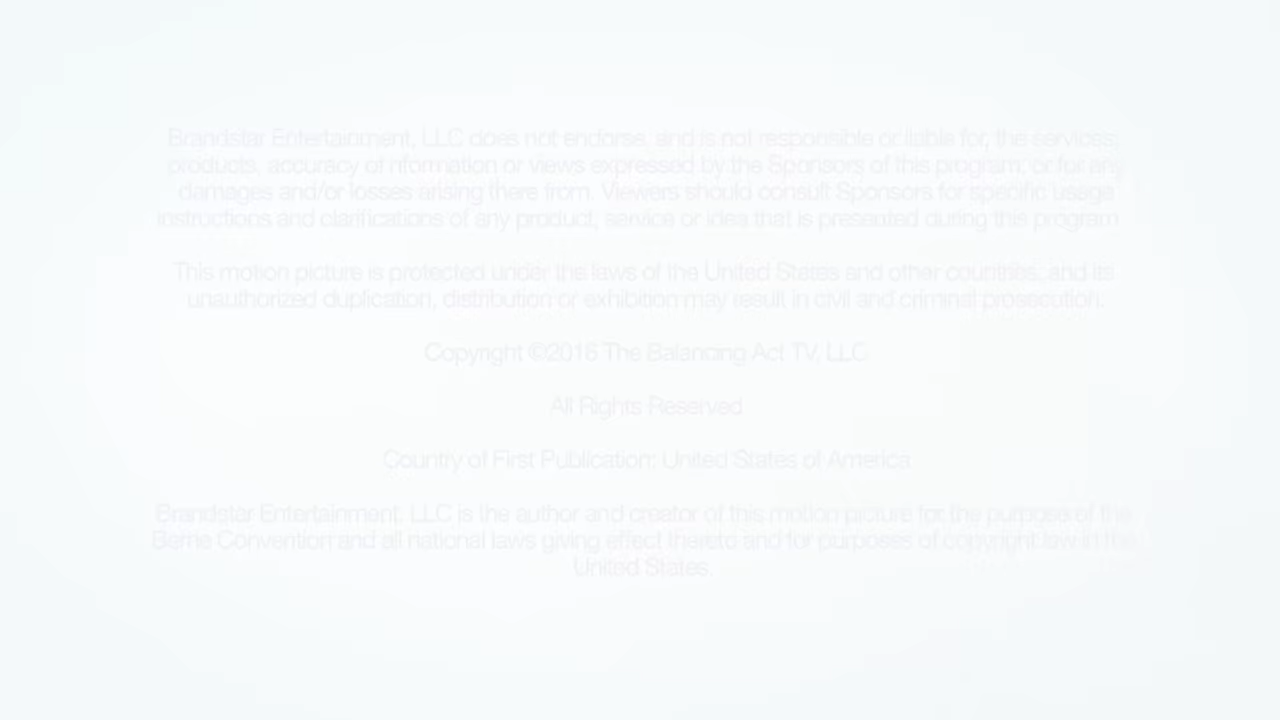 Brandstar Entertainment, LLC does not endorse, and is not responsible or liable for, the services,
products, accuracy of nformation or views expressed by the Sponsors of this program, or for any
damages and/or losses arising there from. Viewers should consult Sponsors for specific usage
instructions and clarifications of any product, service or idea that is presented during this program
This motion picture is protected under the laws of the United States and other countries, and its
unauthorized duplication, distribution or exhibition may result in civil and criminal prosecution.
Copyright ©2016 The Balancing Act TV, LLC
All Rights Reserved
Country of First Publication: United States of America
Brandstar Entertainment, LLC is the author and creator of this motion picture for the purpose of the
Berne Convention and all national laws giving effect thereto and for purposes of copyright law in the
United States.